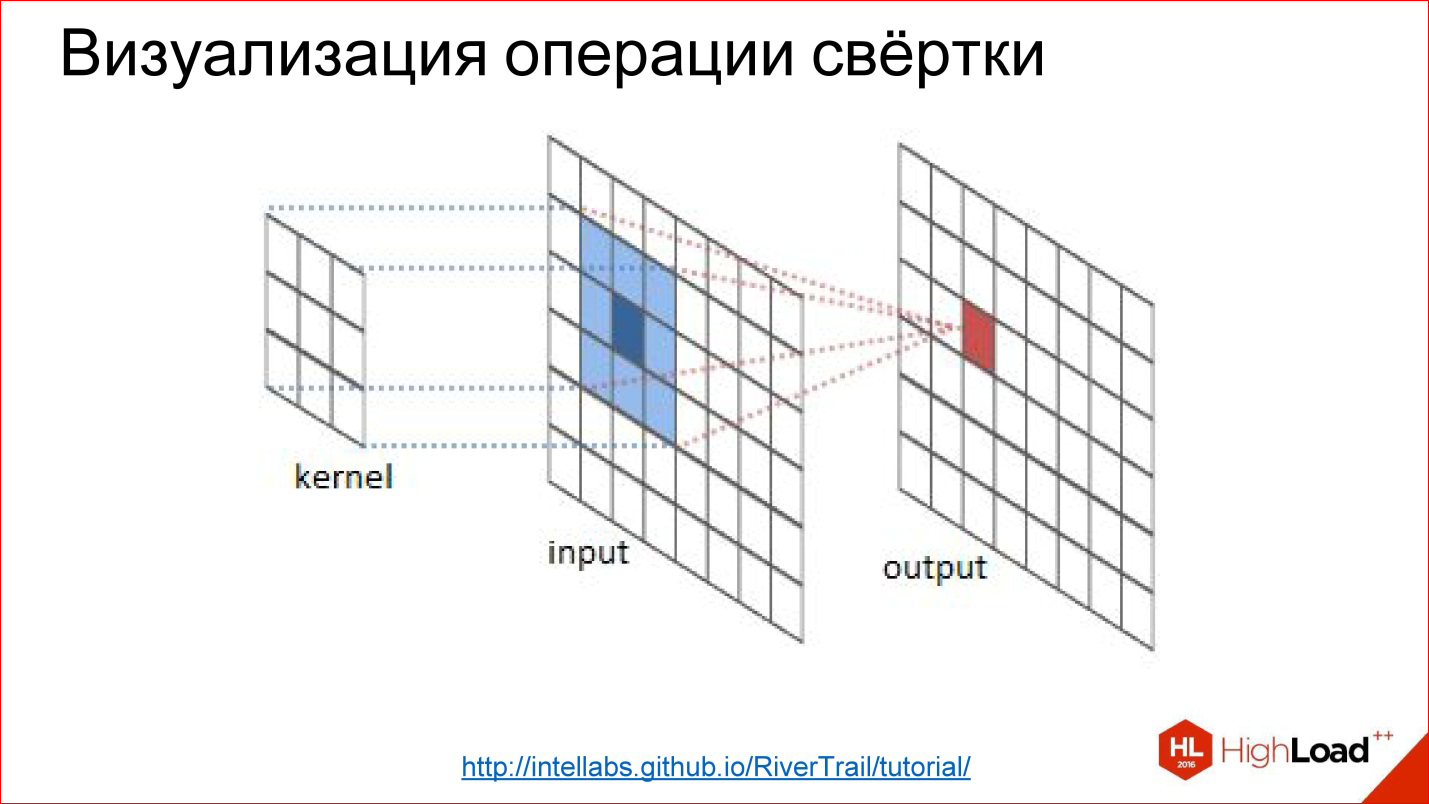 Визуализация операции свёртки
kernel
input
output
http://intellabs.github.io/RiverTrail/tutorial/
HL
2016
HighLoad++